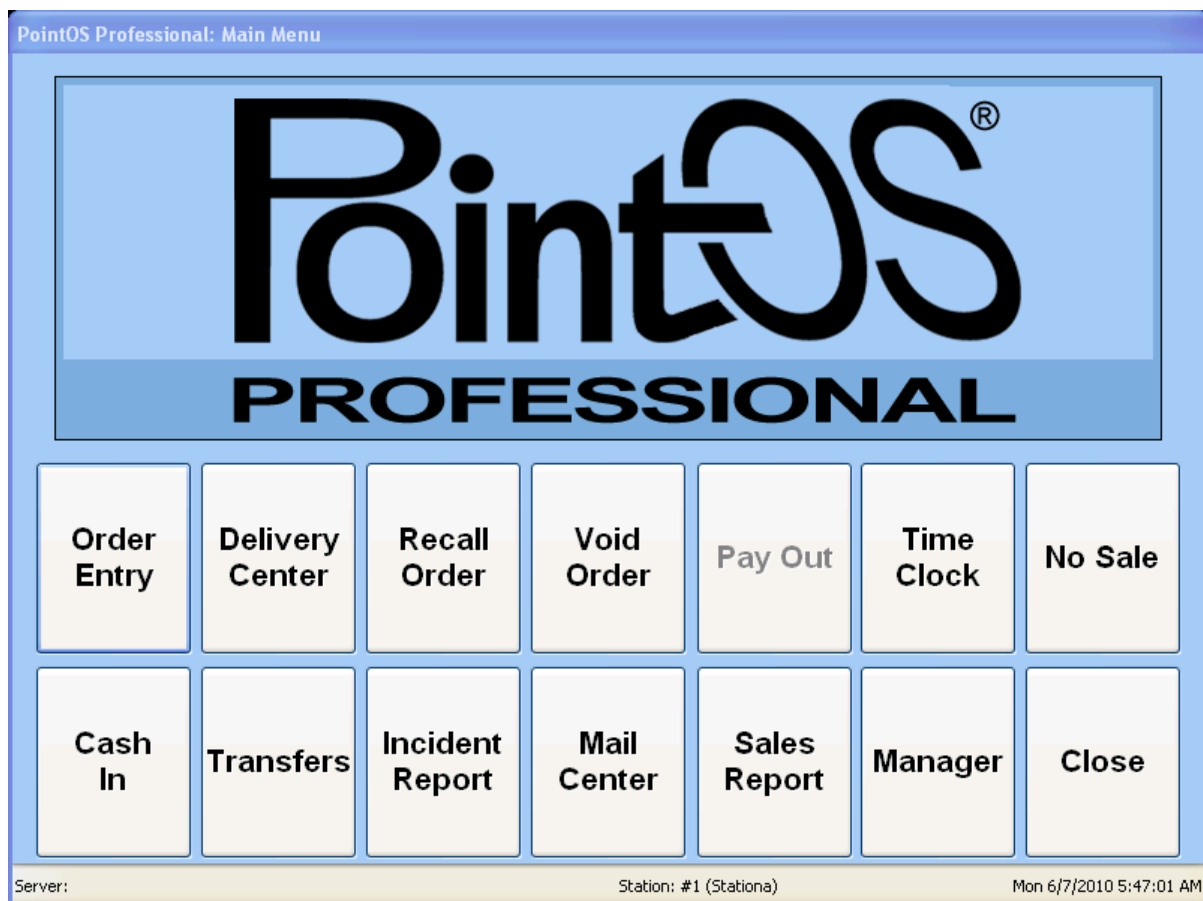 PointOS Professional: Main Menu
PointOS®
PROFESSIONAL
Order
Entry
Delivery
Center
Recall
Order
Void
Order
Pay Out
Time
Clock
No Sale
Cash
In
Transfers
Incident
Report
Mail
Center
Sales
Report
Manager
Close
Server:
Station: #1 (Stationa)
Mon 6/7/2010 5:47:01 AM